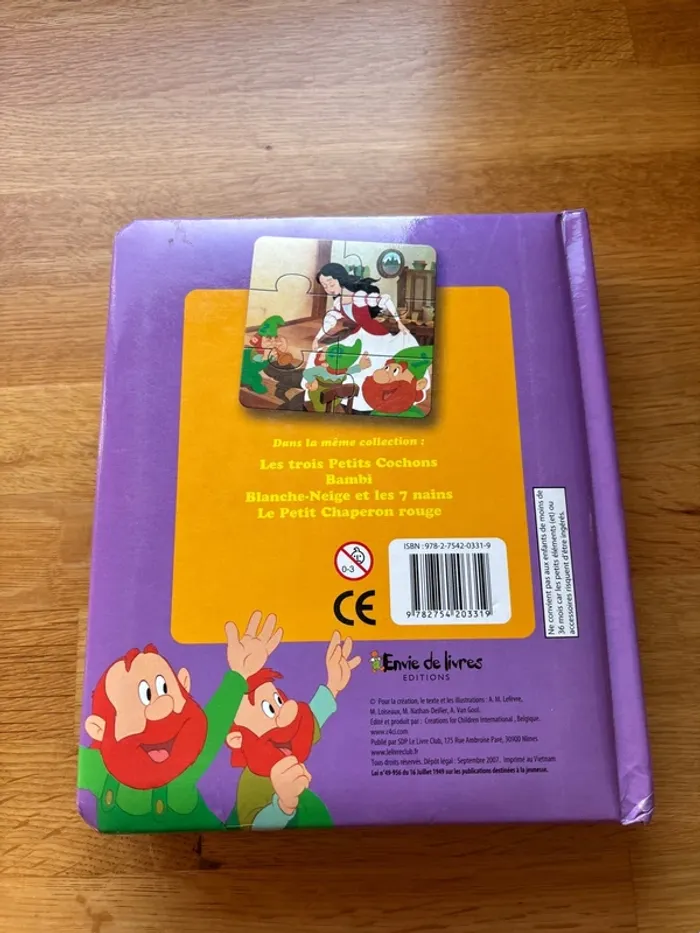 Dans la même collection :
Les trois Petits Cochons
Bambi
Blanche-Neige et les 7 nains
Le Petit Chaperon rouge
ISBN : 978-2-7542-0331-9
0-3
CE
9 782754 203319
Ne convient pas aux enfants de moins de
36 mois car les petits éléments (et) ou
accessoires risquent d'être ingérés.
Envie de livres
EDITIONS
© Pour la création, le texte et les illustrations : A. M. Lefèvre,
M. Loiseaux, M. Nathan-Deiller, A. Van Gool.
Edité et produit par : Creations for Children International, Belgique.
www.c4ci.com
Publié par SDP Le Livre Club, 175 Rue Ambroise Paré, 30900 Nîmes
www.lelivreclub.fr
Tous droits réservés. Dépôt légal : Septembre 2007. Imprimé au Vietnam
Loi n°49-956 du 16 Juillet 1949 sur les publications destinées à la jeunesse.